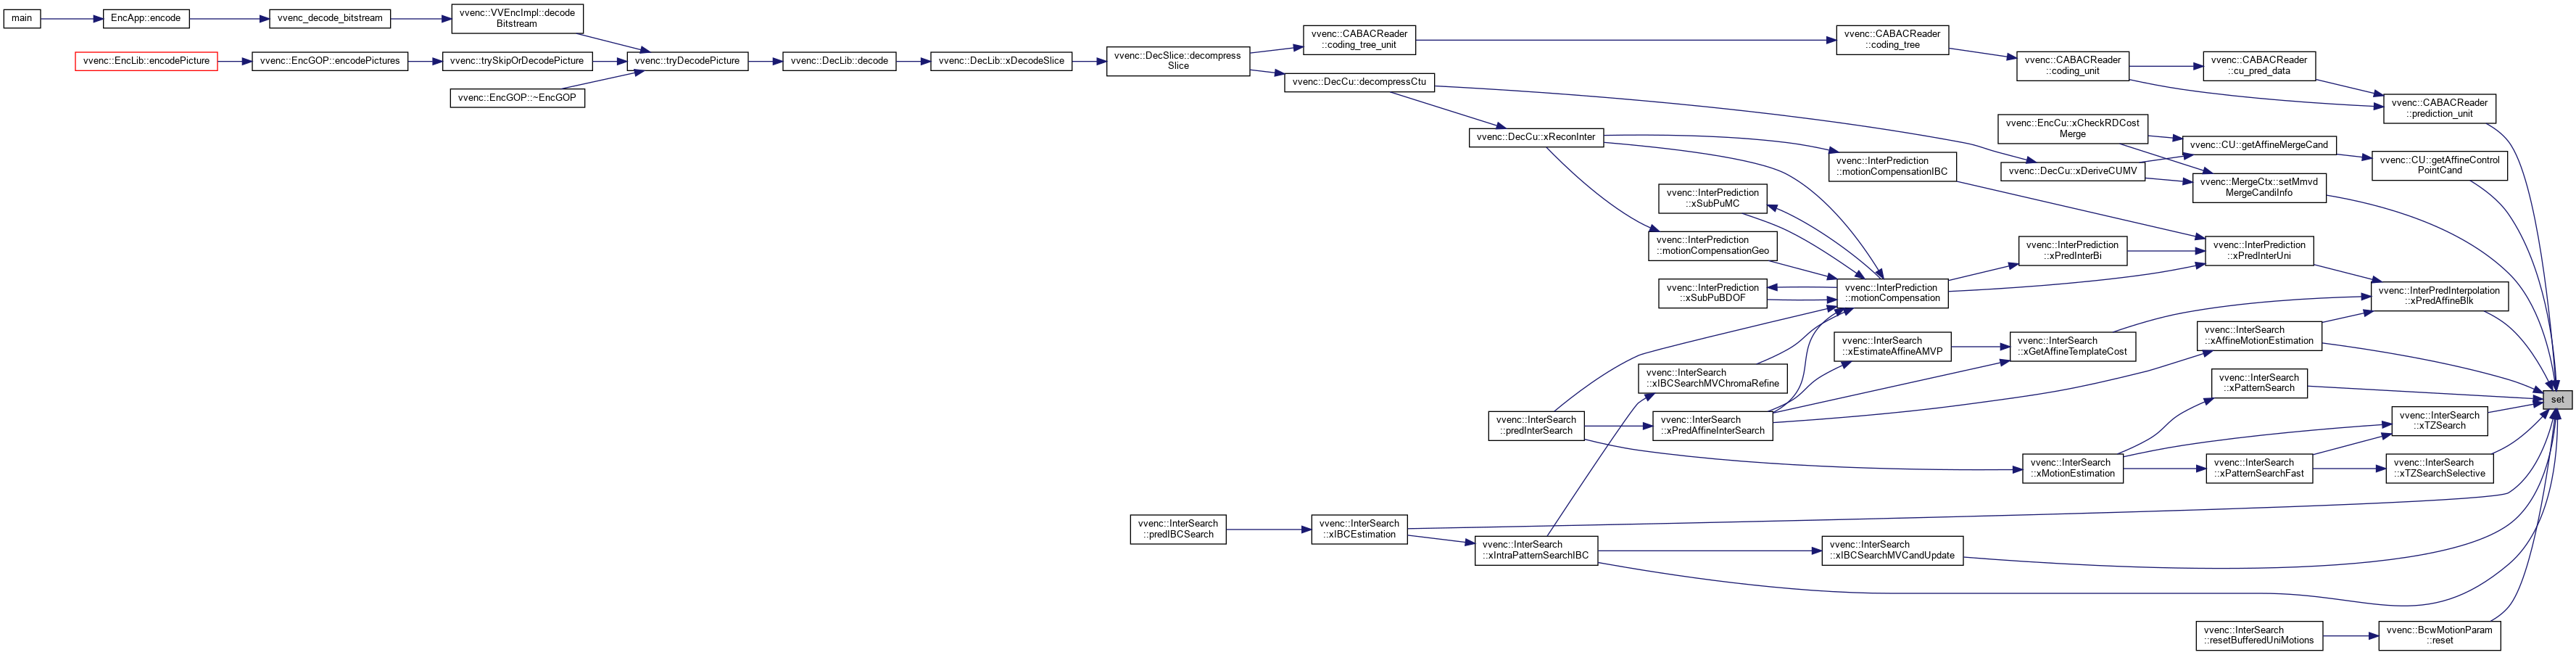 main
EncApp::encode
vvenc_decode_bitstream
vvenc::VVEncImpl::decode
Bitstream
vvenc::EncLib::encodePicture
vvenc::EncGOP::encodePictures
vvenc::trySkipOrDecodePicture
vvenc::tryDecodePicture
vvenc::EncGOP::~EncGOP
vvenc::DecLib::decode
vvenc::DecLib::xDecodeSlice
vvenc::DecSlice::decompress
Slice
vvenc::CABACReader
::coding_tree_unit
vvenc::DecCu::decompressCtu
vvenc::CABACReader
::coding_tree
vvenc::CABACReader
::coding_unit
vvenc::CABACReader
::cu_pred_data
vvenc::CABACReader
::prediction_unit
vvenc::DecCu::xReconInter
vvenc::EncCu::xCheckRDCost
Merge
vvenc::CU::getAffineMergeCand
vvenc::CU::getAffineControl
PointCand
vvenc::InterPrediction
::motionCompensationIBC
vvenc::DecCu::xDeriveCUMV
vvenc::MergeCtx::setMmvd
MergeCandiInfo
vvenc::InterPrediction
::xSubPuMC
vvenc::InterPrediction
::motionCompensationGeo
vvenc::InterPrediction
::xSubPuBDOF
vvenc::InterPrediction
::motionCompensation
vvenc::InterPrediction
::xPredInterBi
vvenc::InterPrediction
::xPredInterUni
vvenc::InterPredInterpolation
::xPredAffineBlk
vvenc::InterSearch
::xEstimateAffineAMVP
vvenc::InterSearch
::xGetAffineTemplateCost
vvenc::InterSearch
::xAffineMotionEstimation
vvenc::InterSearch
::xIBCSearchMVChromaRefine
vvenc::InterSearch
::xPatternSearch
set
vvenc::InterSearch
::predInterSearch
vvenc::InterSearch
::xPredAffineInterSearch
vvenc::InterSearch
::xTZSearch
vvenc::InterSearch
::xMotionEstimation
vvenc::InterSearch
::xPatternSearchFast
vvenc::InterSearch
::xTZSearchSelective
vvenc::InterSearch
::predIBCSearch
vvenc::InterSearch
::xIBCEstimation
vvenc::InterSearch
::xIntraPatternSearchIBC
vvenc::InterSearch
::xIBCSearchMVCandUpdate
vvenc::InterSearch
::resetBufferedUniMotions
vvenc::BcwMotionParam
::reset